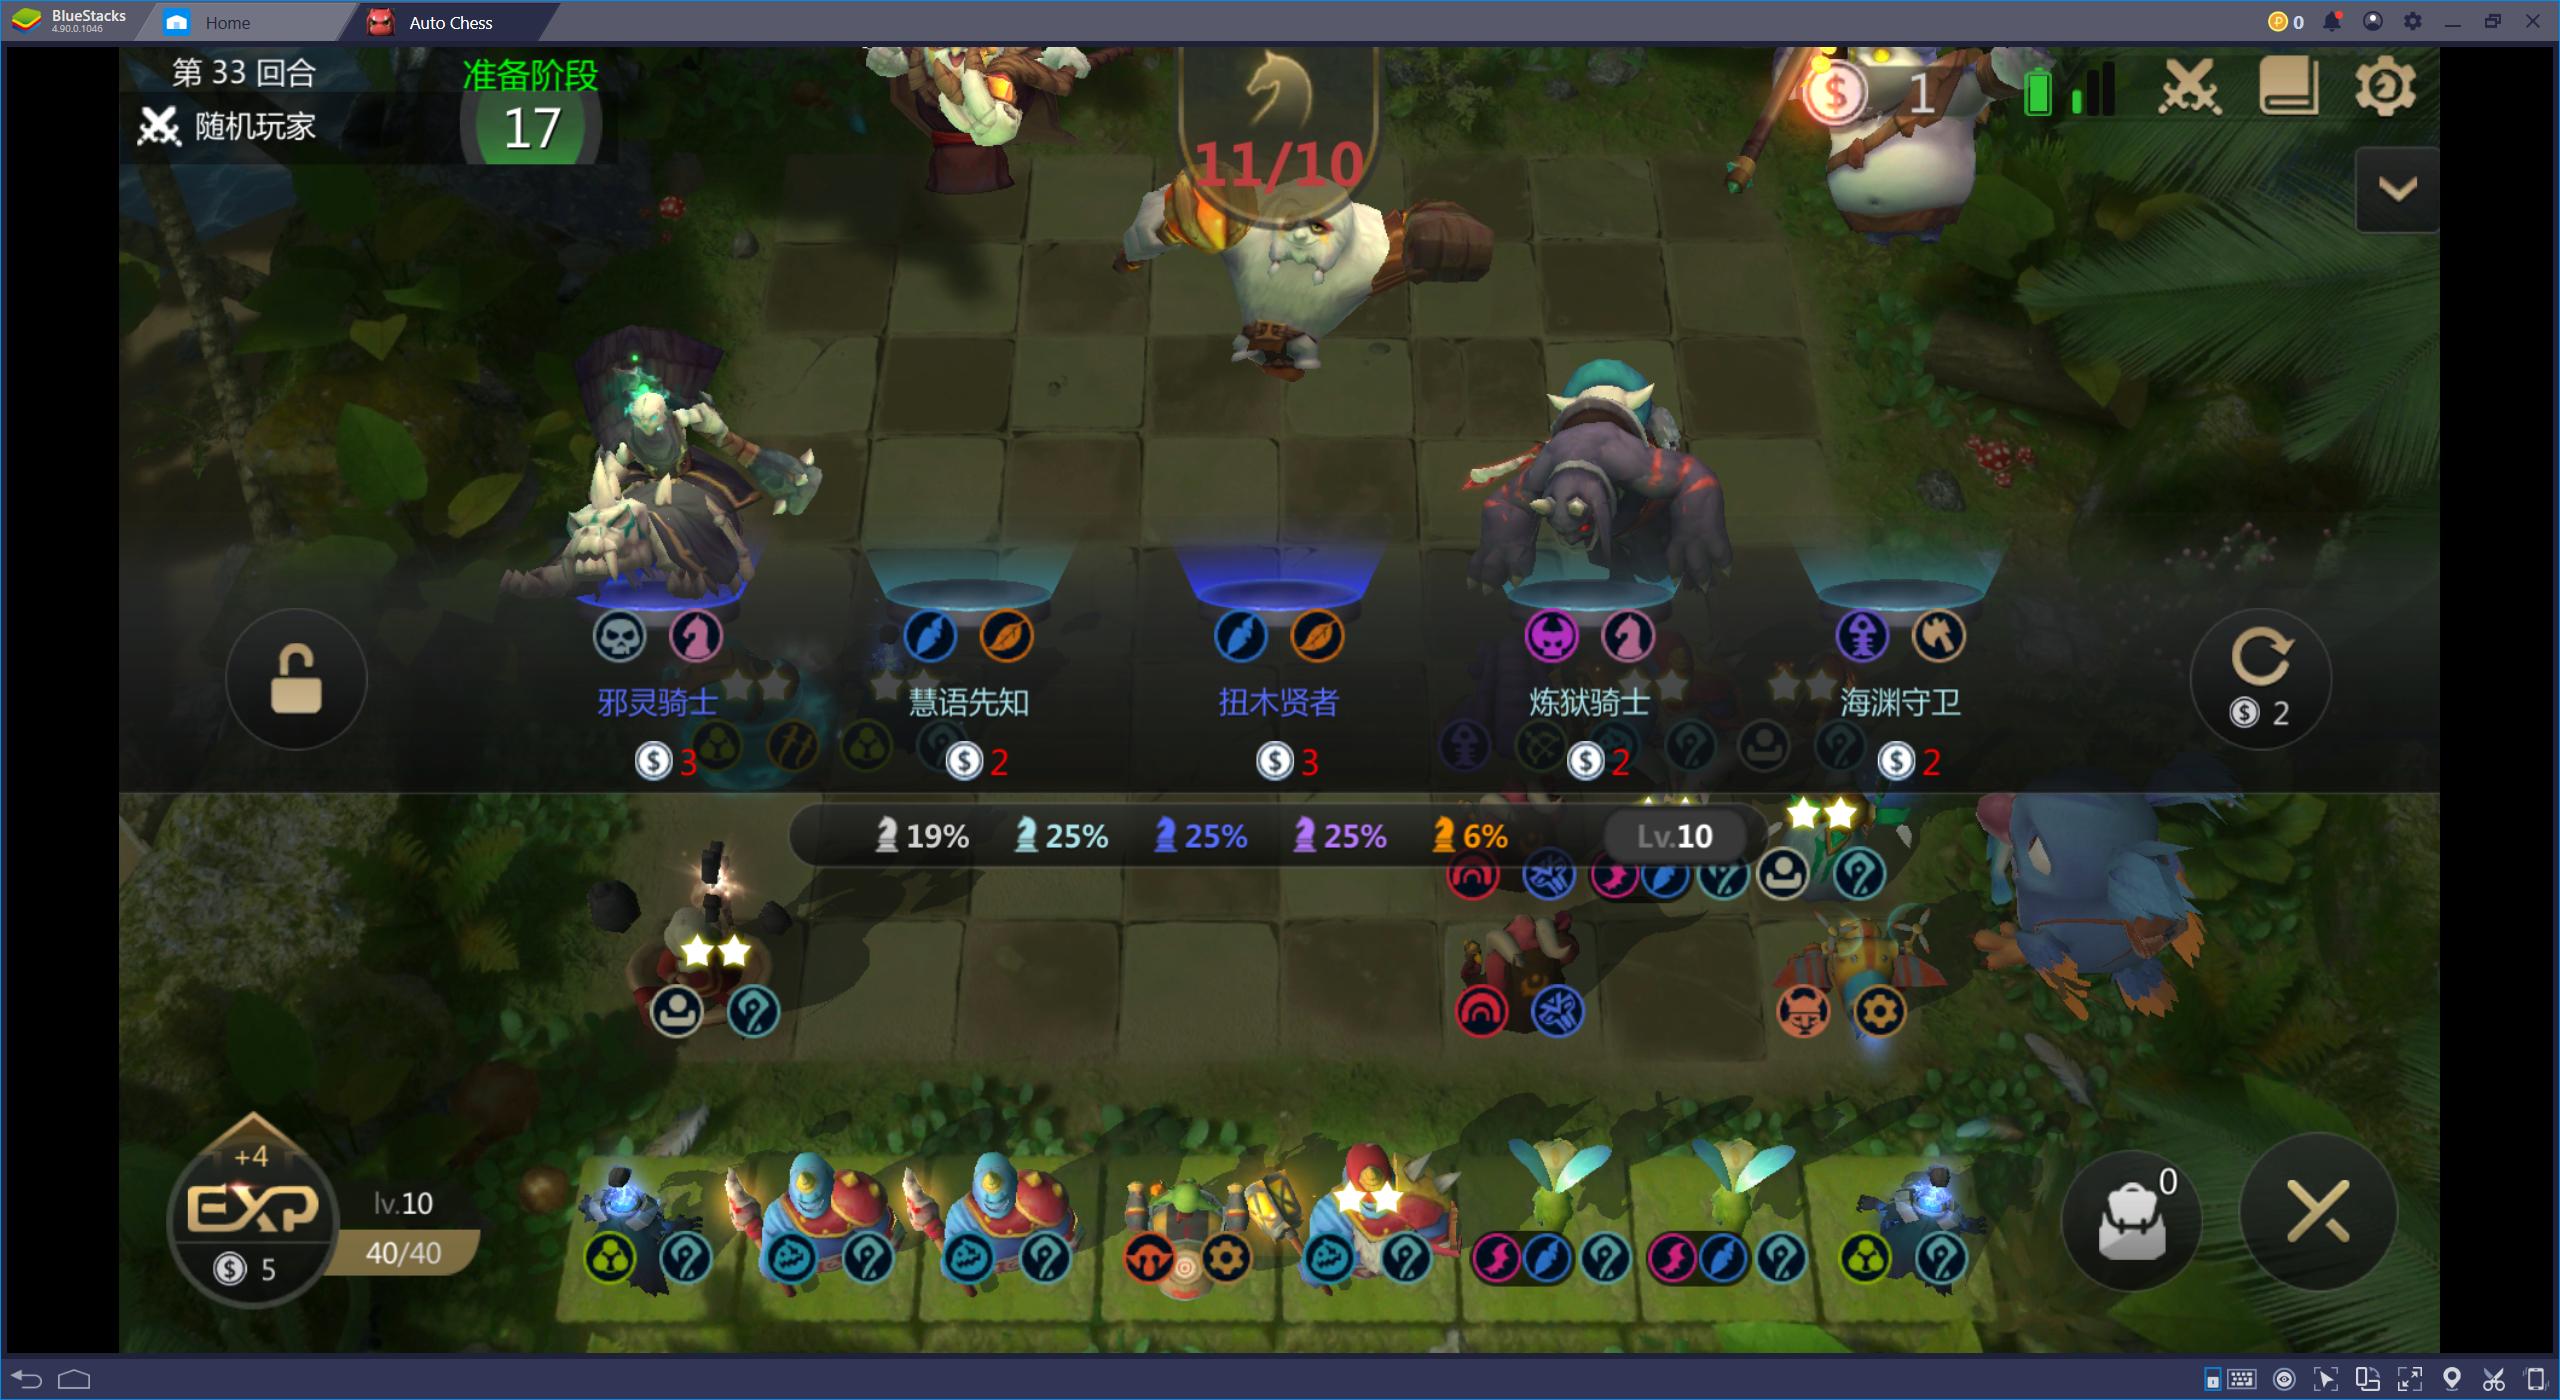 BlueStacks
4.90.0.1046
Home
Auto Chess
0
第 33 回合
准备阶段
随机玩家
17
11/10
1
邪灵骑士
慧语先知
扭木贤者
炼狱骑士
海渊守卫
3
2
3
2
2
2
19%
25%
25%
25%
6%
Lv.10
+4
EXP
5
lv.10
40/40
0